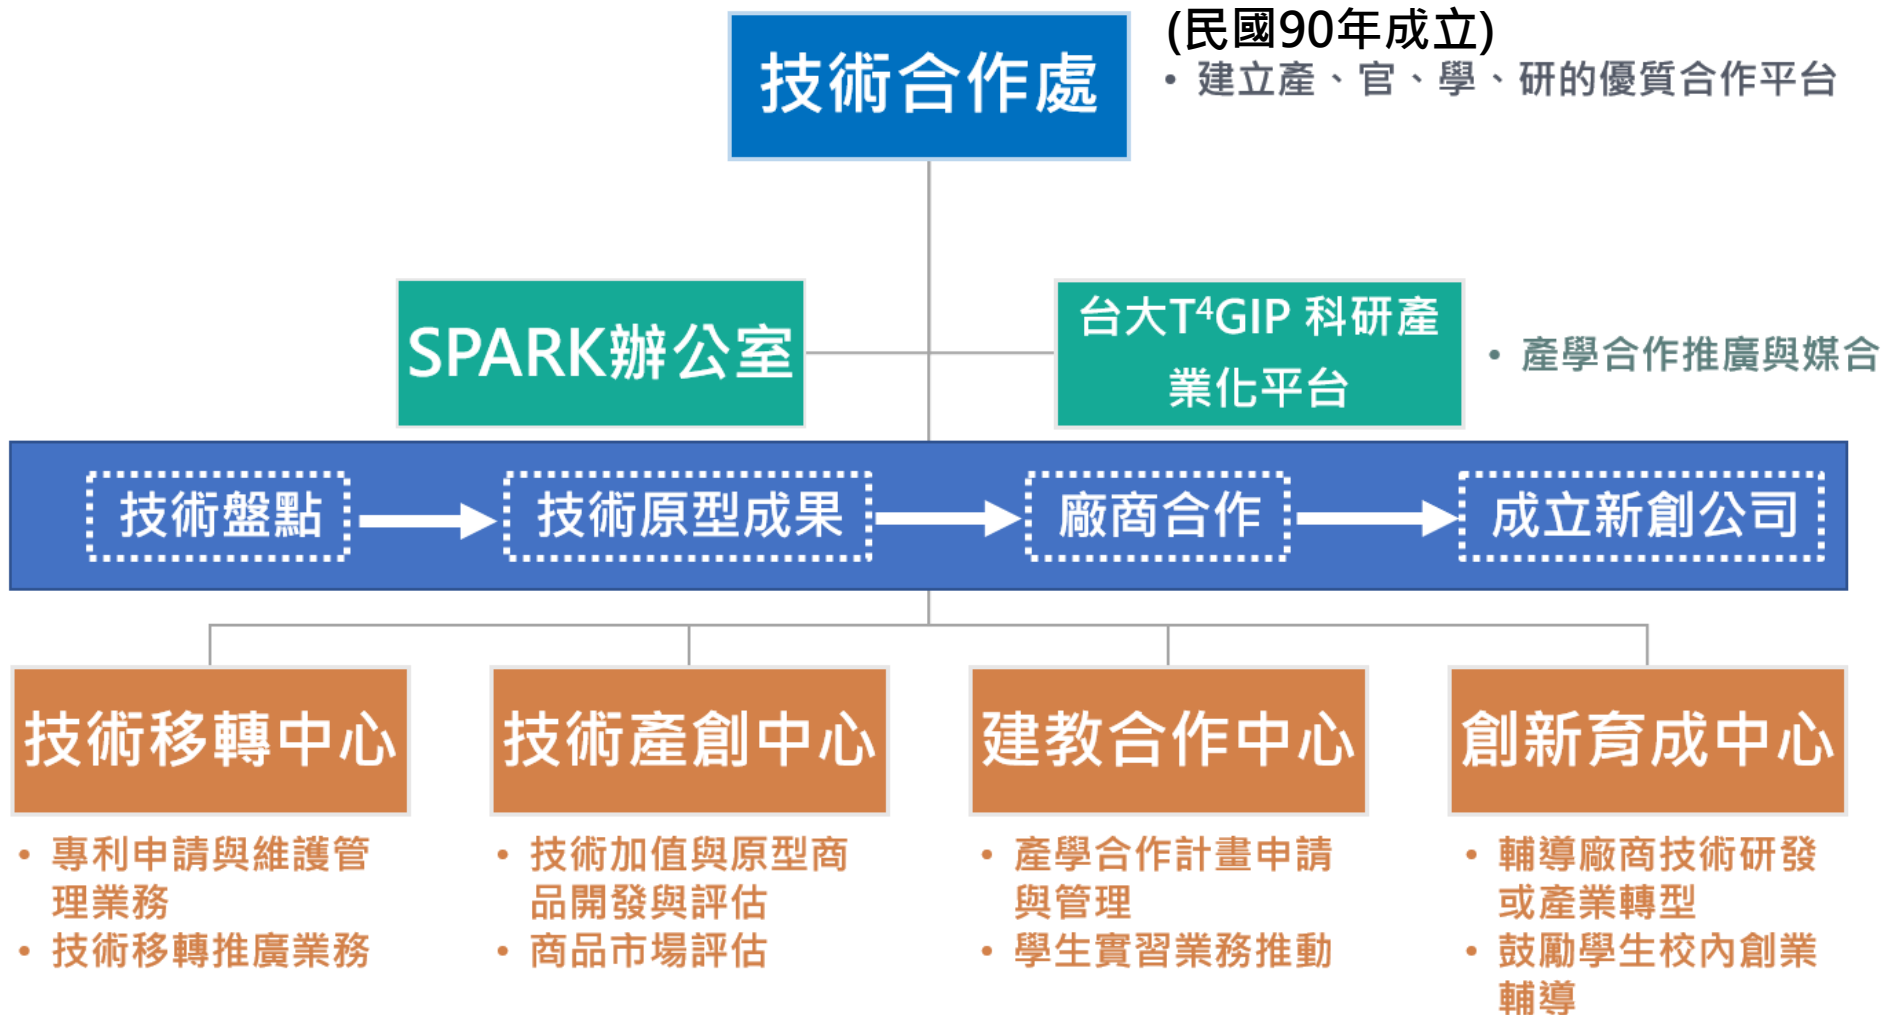 技術合作處
(民國90年成立)
• 建立產、官、學、研的優質合作平台
SPARK辦公室
台大T⁴GIP 科研產
業化平台
• 產學合作推廣與媒合
技術盤點
技術原型成果
廠商合作
成立新創公司
技術移轉中心
• 專利申請與維護管
理業務
• 技術移轉推廣業務
技術產創中心
• 技術加值與原型商
品開發與評估
• 商品市場評估
建教合作中心
• 產學合作計畫申請
與管理
• 學生實習業務推動
創新育成中心
• 輔導廠商技術研發
或產業轉型
• 鼓勵學生校內創業
輔導